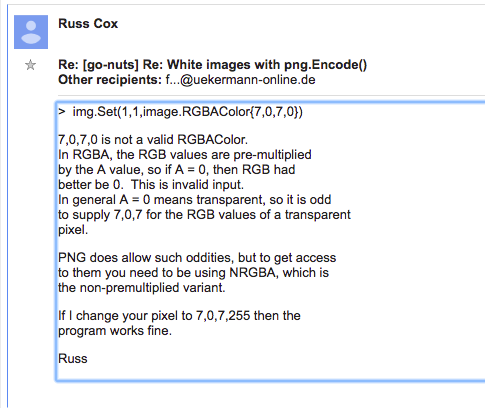 Russ Cox
Re: [go-nuts] Re: White images with png.Encode()
Other recipients: f...@uekermann-online.de
> img.Set(1,1,image.RGBAColor{7,0,7,0})
7,0,7,0 is not a valid RGBAColor.
In RGBA, the RGB values are pre-multiplied
by the A value, so if A = 0, then RGB had
better be 0.  This is invalid input.
In general A = 0 means transparent, so it is odd
to supply 7,0,7 for the RGB values of a transparent
pixel.
PNG does allow such oddities, but to get access
to them you need to be using NRGBA, which is
the non-premultiplied variant.
If I change your pixel to 7,0,7,255 then the
program works fine.
Russ